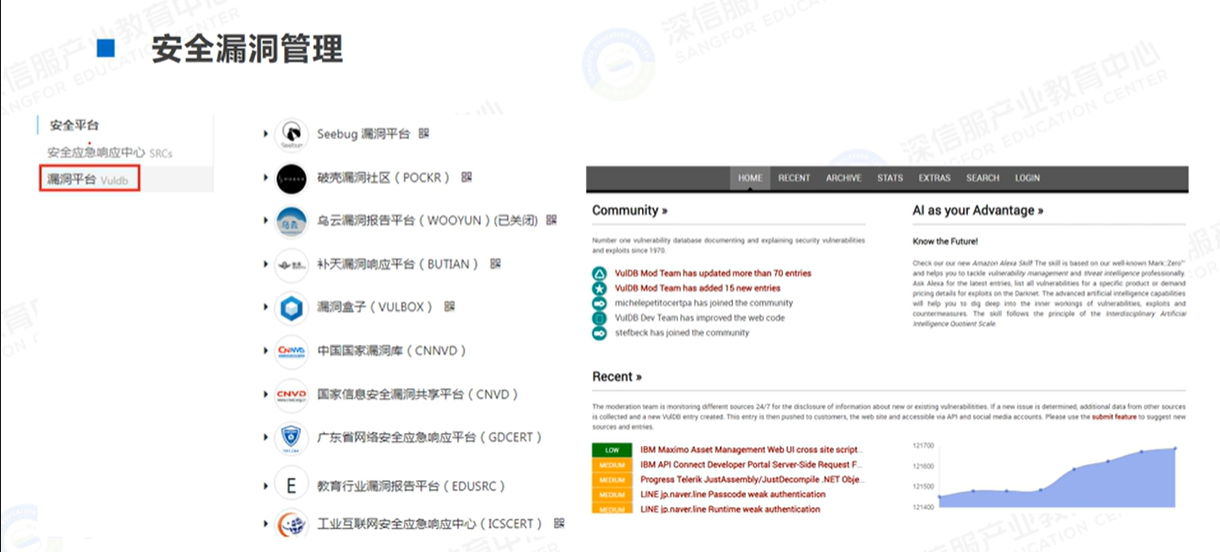 安全漏洞管理
安全平台
安全应急响应中心 SRCs
漏洞平台 Vuldb
Seebug 漏洞平台
破壳漏洞社区（POCKR）
乌云漏洞报告平台（WOOYUN）(已关闭)
补天漏洞响应平台（BUTIAN）
漏洞盒子（VULBOX）
中国国家漏洞库（CNNVD）
国家信息安全漏洞共享平台（CNVD）
广东省网络安全应急响应平台（GDCERT）
E 教育行业漏洞报告平台（EDUSRC）
工业互联网安全应急响应中心（ICSCERT）
HOME RECENT ARCHIVE STATS EXTRAS SEARCH LOGIN
Community »
Number one vulnerability database documenting and explaining security vulnerabilities
and exploits since 1970.
VulDB Mod Team has updated more than 70 entries
VulDB Mod Team has added 15 new entries
michelepetitocertpa has joined the community
VulDB Dev Team has improved the web code
stefbeck has joined the community
AI as your Advantage »
Know the Future!
Check our our new Amazon Alexa Skill! The skill is based on our well-known Mark::Zero™
and helps you to tackle vulnerability management and threat intelligence professionally.
Ask Alexa for the latest entries, list all vulnerabilities for a specific product or demand
pricing details for exploits on the Darknet. The advanced artificial intelligence capabilities
will help you to dig deep into the inner workings of vulnerabilities, exploits and
countermeasures. The skill follows the principle of the Interdisciplinary Artificial
Intelligence Quotient Scale.
Recent »
The moderation team is monitoring different sources 24/7 for the disclosure of information about new or existing vulnerabilities. If a new issue is determined, additional data from other sources
is collected and a new VulDB entry created. This entry is then pushed to customers, the web site and accessible via API and social media accounts. Please use the submit feature to suggest new
sources and entries.
LOW IBM Maximo Asset Management Web UI cross site script...
MEDIUM IBM API Connect Developer Portal Server-Side Request F...
MEDIUM Progress Telerik JustAssembly/JustDecompile .NET Obje...
MEDIUM LINE jp.naver.line Passcode weak authentication
MEDIUM LINE jp.naver.line Runtime weak authentication
121700
121600
121500
121400
深信服产业教育中心
SANGFOR EDUCATION CENTER